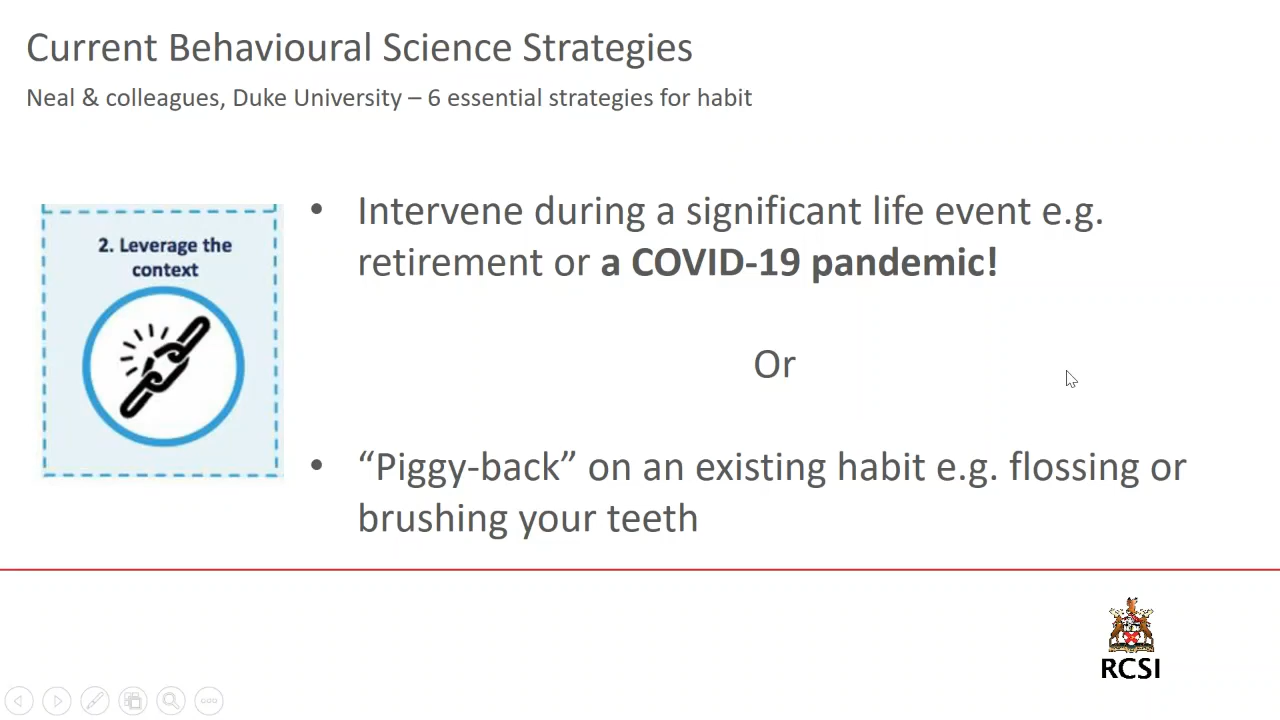 Current Behavioural Science Strategies
Neal & colleagues, Duke University – 6 essential strategies for habit
2. Leverage the
context
• Intervene during a significant life event e.g.
retirement or a COVID-19 pandemic!
Or
• “Piggy-back” on an existing habit e.g. flossing or
brushing your teeth
RCSI